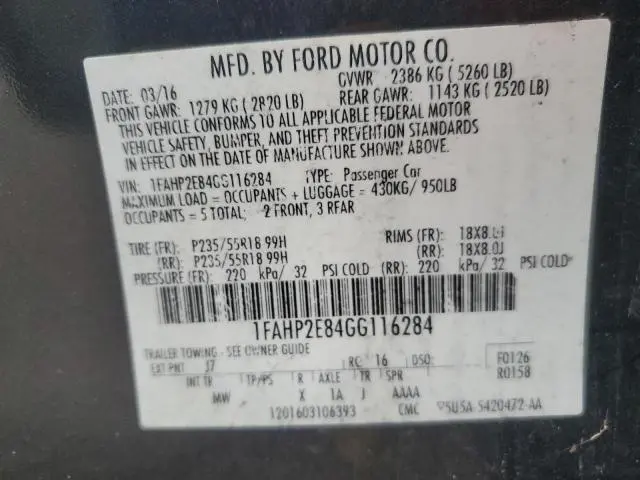 MFD. BY FORD MOTOR CO.
DATE: 03/16 GVWR 2386 KG ( 5260 LB)
FRONT GAWR: 1279 KG ( 2820 LB) REAR GAWR: 1143 KG ( 2520 LB)
THIS VEHICLE CONFORMS TO ALL APPLICABLE FEDERAL MOTOR
VEHICLE SAFETY, BUMPER, AND THEFT PREVENTION STANDARDS
IN EFFECT ON THE DATE OF MANUFACTURE SHOWN ABOVE.
VIN: 1FAHP2E84GG116284 TYPE: Passenger Car
MAXIMUM LOAD = OCCUPANTS + LUGGAGE = 430KG/ 950LB
OCCUPANTS = 5 TOTAL; 2 FRONT, 3 REAR
TIRE (FR): P235/55R18 99H RIMS (FR): 18X8.0J
(RR): P235/55R18 99H (RR): 18X8.0J
PRESSURE (FR): 220 kPa/ 32 PSI COLD (RR): 220 kPa/ 32 PSI COLD
1FAHP2E84GG116284
TRAILER TOWING - SEE OWNER GUIDE
EXT PNT J7 RC: 16 DSO: F0126
INT TR TP/PS R AXLE TR SPR R0158
MW X 1A J AAAA
1201603106393 CMC 5U5A-5420472-AA